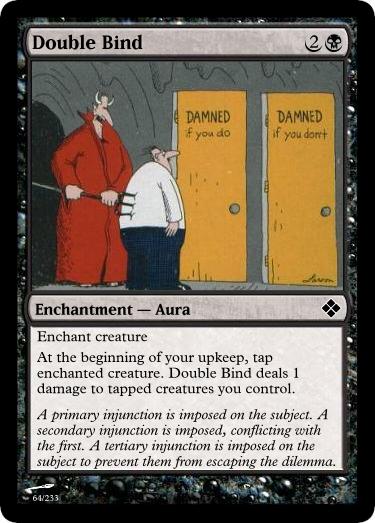 Double Bind 2
DAMNED
if you do
DAMNED
if you don't
Larson
Enchantment — Aura
Enchant creature
At the beginning of your upkeep, tap
enchanted creature. Double Bind deals 1
damage to tapped creatures you control.
A primary injunction is imposed on the subject. A
secondary injunction is imposed, conflicting with
the first. A tertiary injunction is imposed on the
subject to prevent them from escaping the dilemma.
64/233